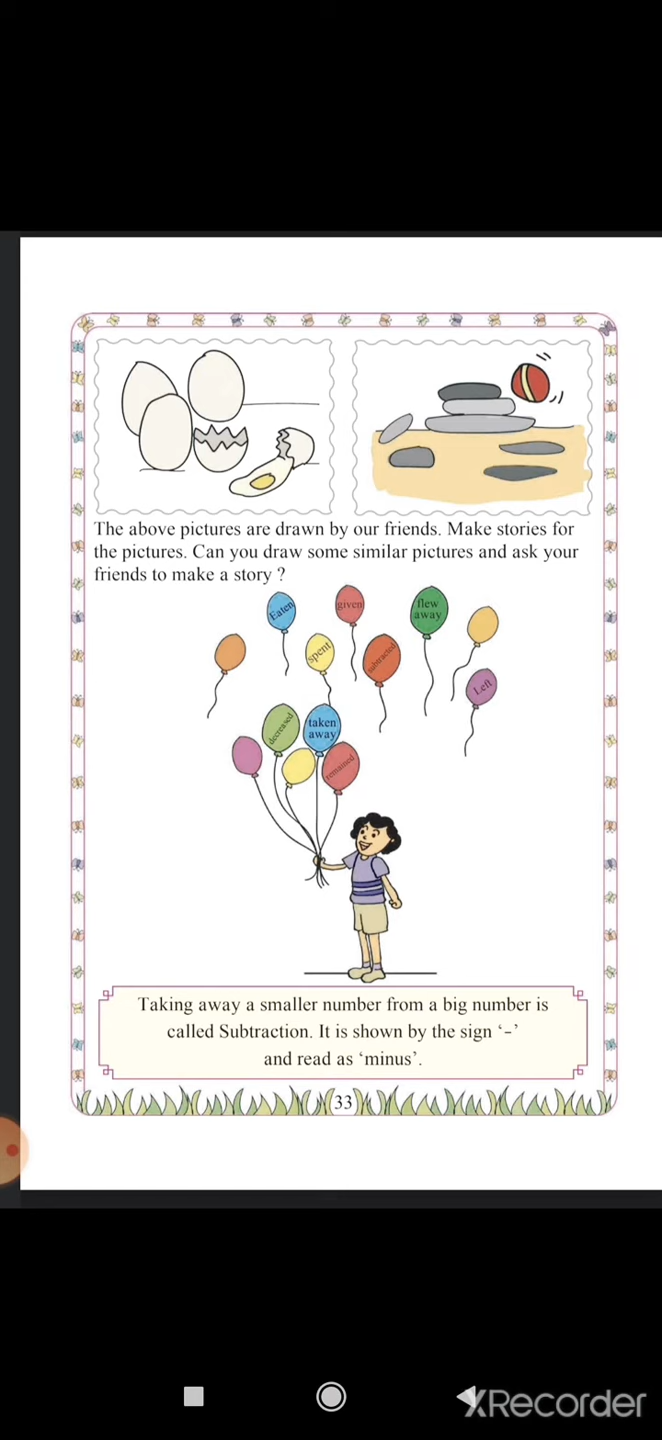 The above pictures are drawn by our friends. Make stories for
the pictures. Can you draw some similar pictures and ask your
friends to make a story ?
Eaten
given
flew
away
spent
subtracted
Left
decreased
taken
away
remained
Taking away a smaller number from a big number is
called Subtraction. It is shown by the sign ‘-’
and read as ‘minus’.
33
XRecorder